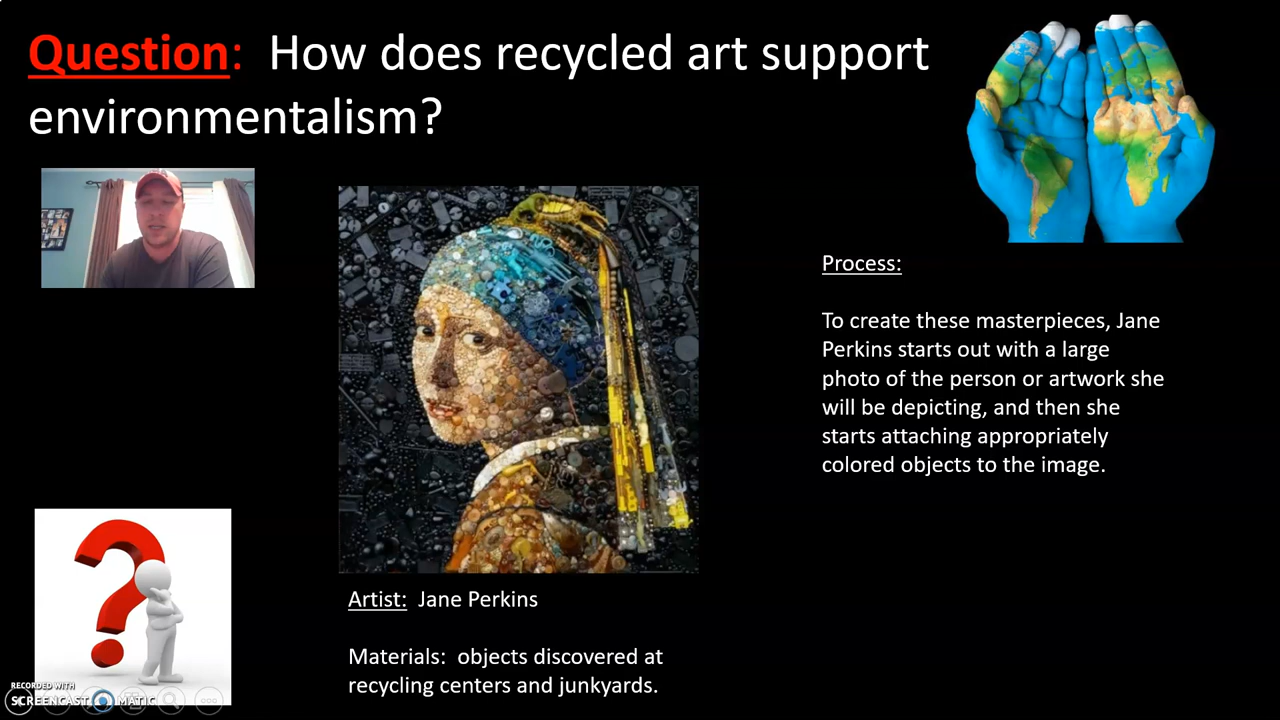 Question: How does recycled art support
environmentalism?
Process:
To create these masterpieces, Jane
Perkins starts out with a large
photo of the person or artwork she
will be depicting, and then she
starts attaching appropriately
colored objects to the image.
Artist: Jane Perkins
Materials: objects discovered at
recycling centers and junkyards.
RECORDED WITH
SCREENCAST MATIC